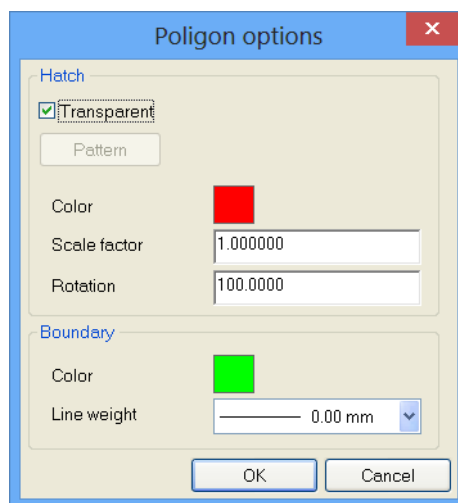 Poligon options
Hatch
Transparent
Pattern
Color
Scale factor 1.000000
Rotation 100.0000
Boundary
Color
Line weight 0.00 mm
OK Cancel